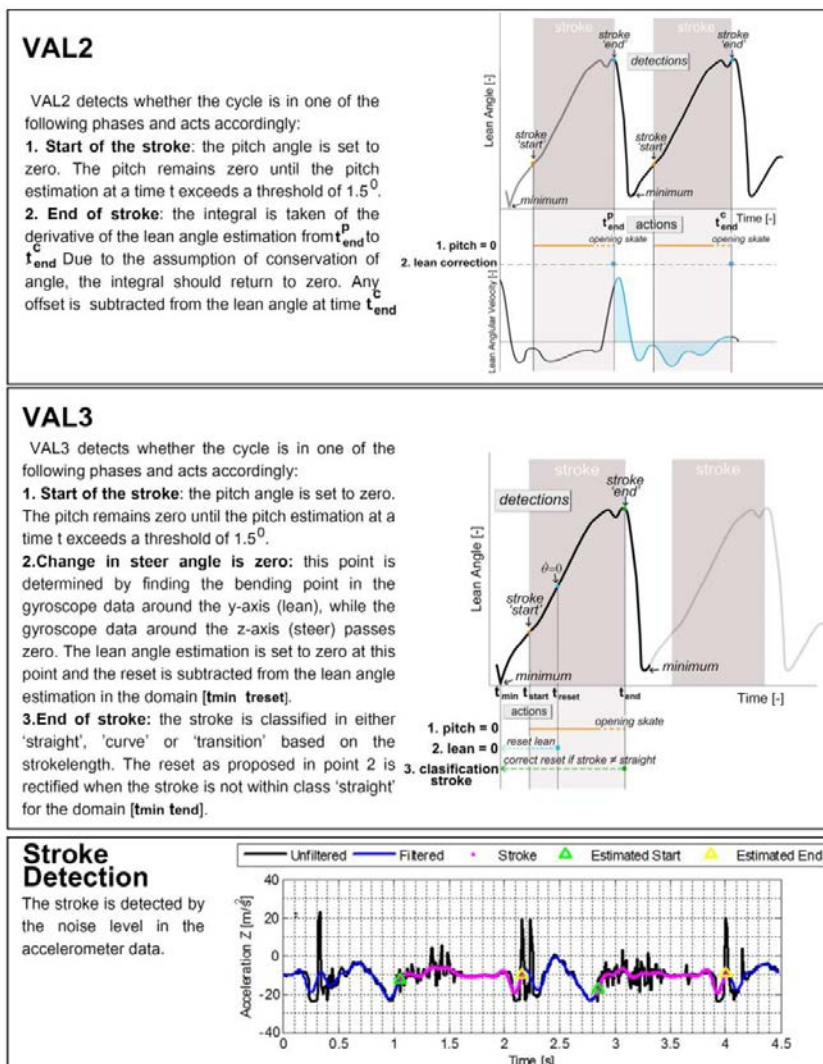 VAL2
VAL2 detects whether the cycle is in one of the
following phases and acts accordingly:
1. Start of the stroke: the pitch angle is set to
zero. The pitch remains zero until the pitch
estimation at a time t exceeds a threshold of 1.5⁰.
2. End of stroke: the integral is taken of the
derivative of the lean angle estimation from t^p_end to
t^c_end Due to the assumption of conservation of
angle, the integral should return to zero. Any
offset is subtracted from the lean angle at time t^c_end
stroke
stroke
stroke
'end'
stroke
'end'
detections
Lean Angle [-]
stroke
'start'
stroke
'start'
minimum
minimum
t^p_end
actions
t^c_end
Time [-]
1. pitch = 0
opening skate
opening skate
2. lean correction
Lean Anglular Velocity [-]
VAL3
VAL3 detects whether the cycle is in one of the
following phases and acts accordingly:
1. Start of the stroke: the pitch angle is set to zero.
The pitch remains zero until the pitch estimation at a
time t exceeds a threshold of 1.5⁰.
2.Change in steer angle is zero: this point is
determined by finding the bending point in the
gyroscope data around the y-axis (lean), while the
gyroscope data around the z-axis (steer) passes
zero. The lean angle estimation is set to zero at this
point and the reset is subtracted from the lean angle
estimation in the domain [tmin treset].
3.End of stroke: the stroke is classified in either
'straight', 'curve' or 'transition' based on the
strokelength. The reset as proposed in point 2 is
rectified when the stroke is not within class 'straight'
for the domain [tmin tend].
stroke
stroke
stroke
'end'
detections
Lean Angle [-]
θ̇=0
stroke
'start'
minimum
minimum
tmin tstart treset
tend
Time [-]
actions
1. pitch = 0
opening skate
2. lean = 0
reset lean
3. clasification
stroke
correct reset if stroke ≠ straight
Stroke
Detection
The stroke is detected by
the noise level in the
accelerometer data.
Unfiltered Filtered Stroke Estimated Start Estimated End
Acceleration Z [m/s²]
40
20
0
-20
-40
0 0.5 1 1.5 2 2.5 3 3.5 4 4.5
Time [s]